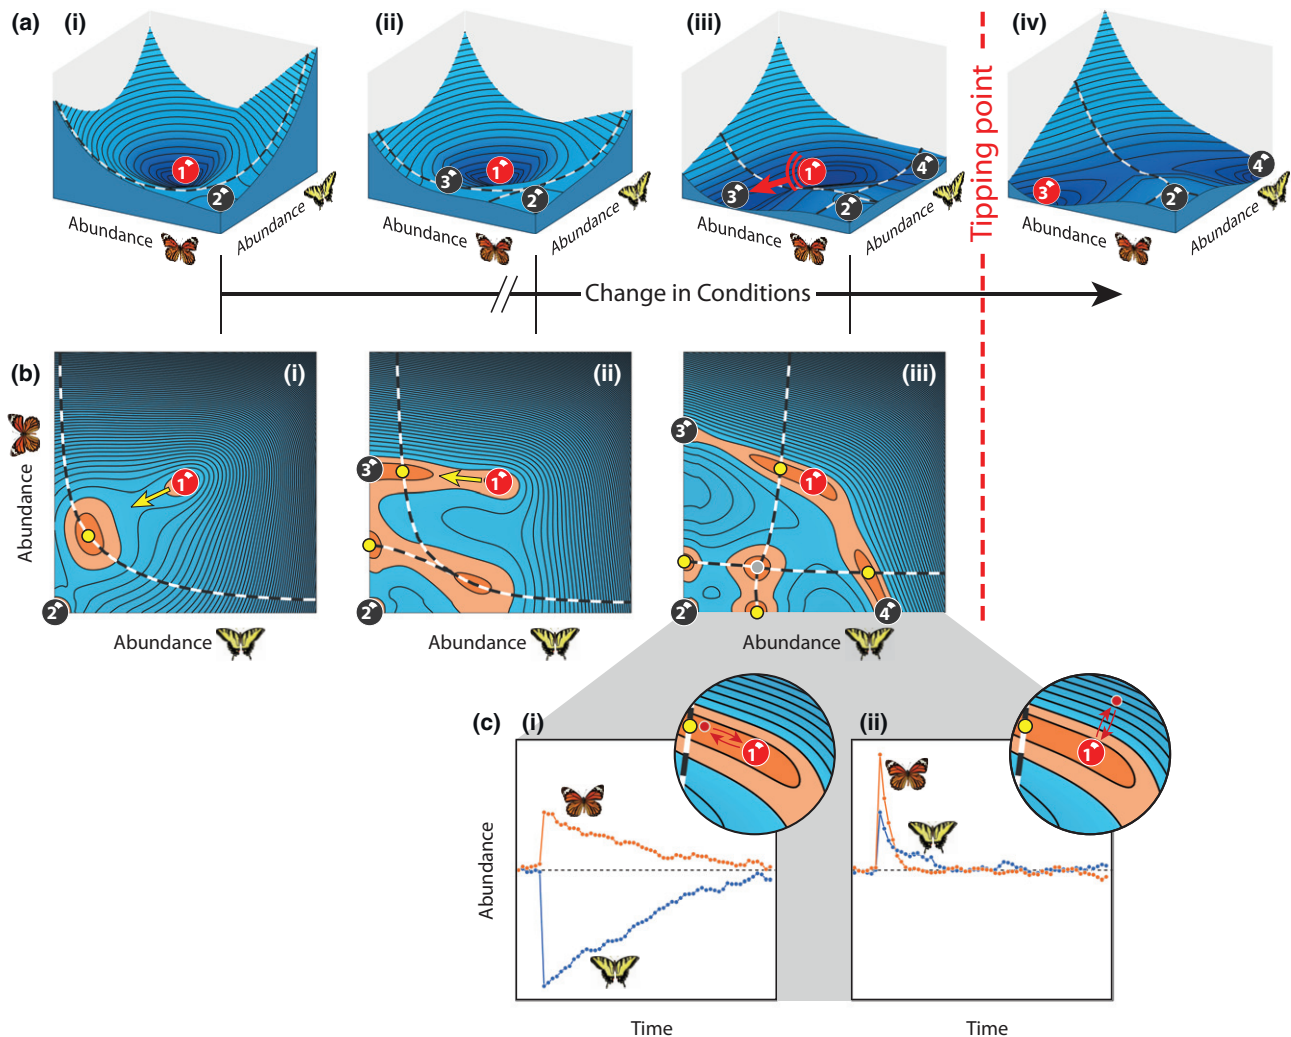 (a) (i) (ii) (iii) (iv)
1 2
3 1 2
3 1 2 4
3 2 4
Tipping point
Abundance Abundance
Abundance Abundance
Abundance Abundance
Abundance Abundance
Change in Conditions
(b) (i) (ii) (iii)
Abundance
1
2
3 1
2
3 1
2 4
Abundance
Abundance
Abundance
(c) (i) (ii)
1
1
Abundance
Time
Time